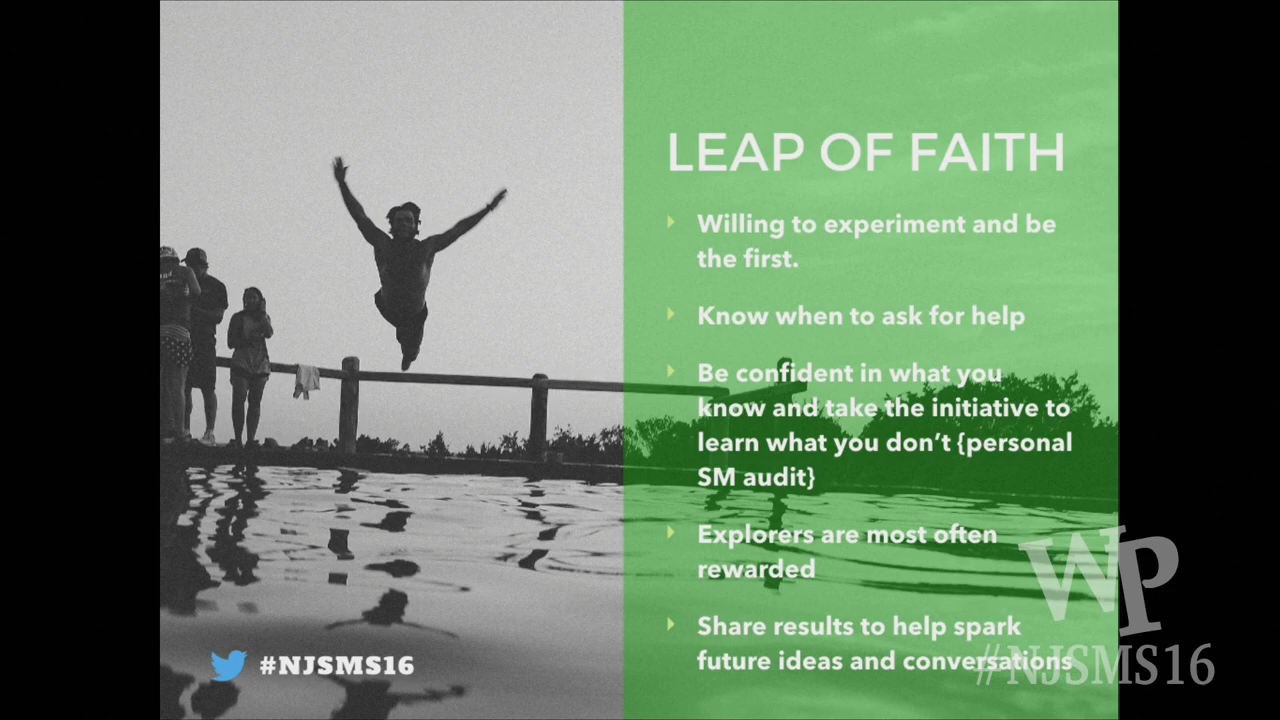 LEAP OF FAITH
Willing to experiment and be
the first.
Know when to ask for help
Be confident in what you
know and take the initiative to
learn what you don’t {personal
SM audit}
Explorers are most often
rewarded
Share results to help spark
future ideas and conversations
#NJSMS16
WP
#NJSMS16